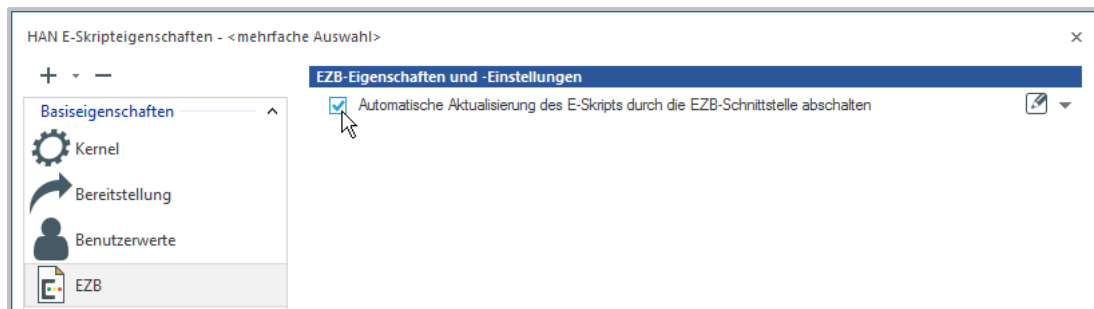 HAN E-Skripteigenschaften - <mehrfache Auswahl>
EZB-Eigenschaften und -Einstellungen
Basiseigenschaften
Automatische Aktualisierung des E-Skripts durch die EZB-Schnittstelle abschalten
Kernel
Bereitstellung
Benutzerwerte
EZB